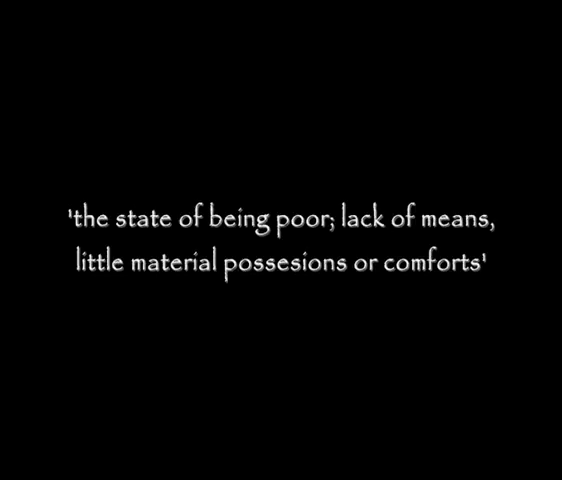 'the state of being poor; lack of means,
little material possesions or comforts'